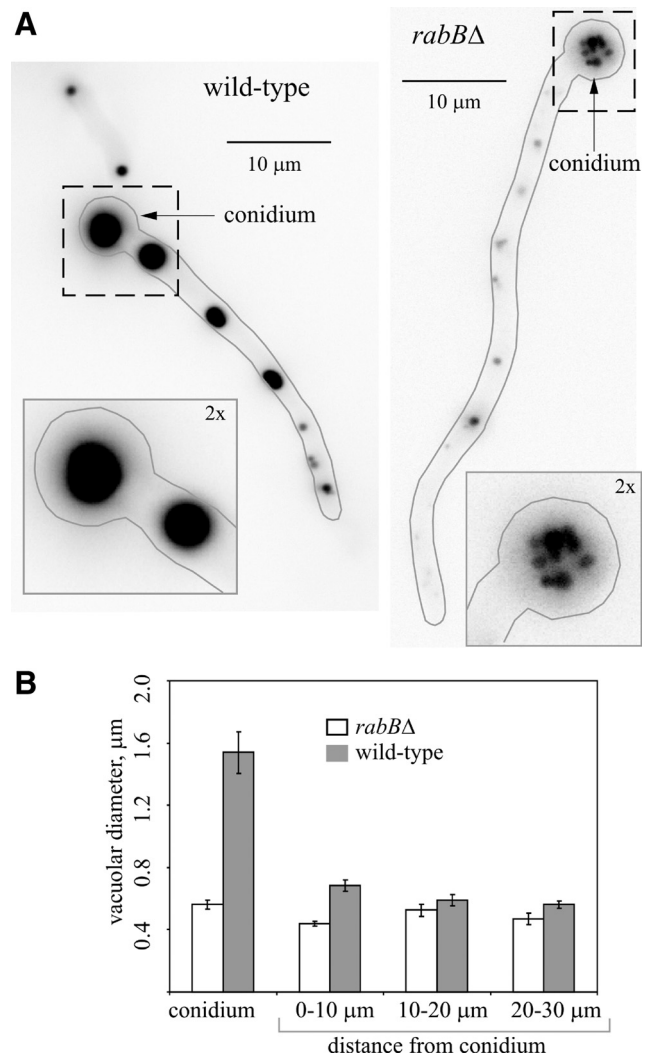 A
wild-type
10 μm
conidium
2x
rabBΔ
10 μm
conidium
2x
B
vacuolar diameter, μm
2.0
1.6
1.2
0.8
0.4
rabBΔ
wild-type
conidium
0-10 μm
10-20 μm
20-30 μm
distance from conidium